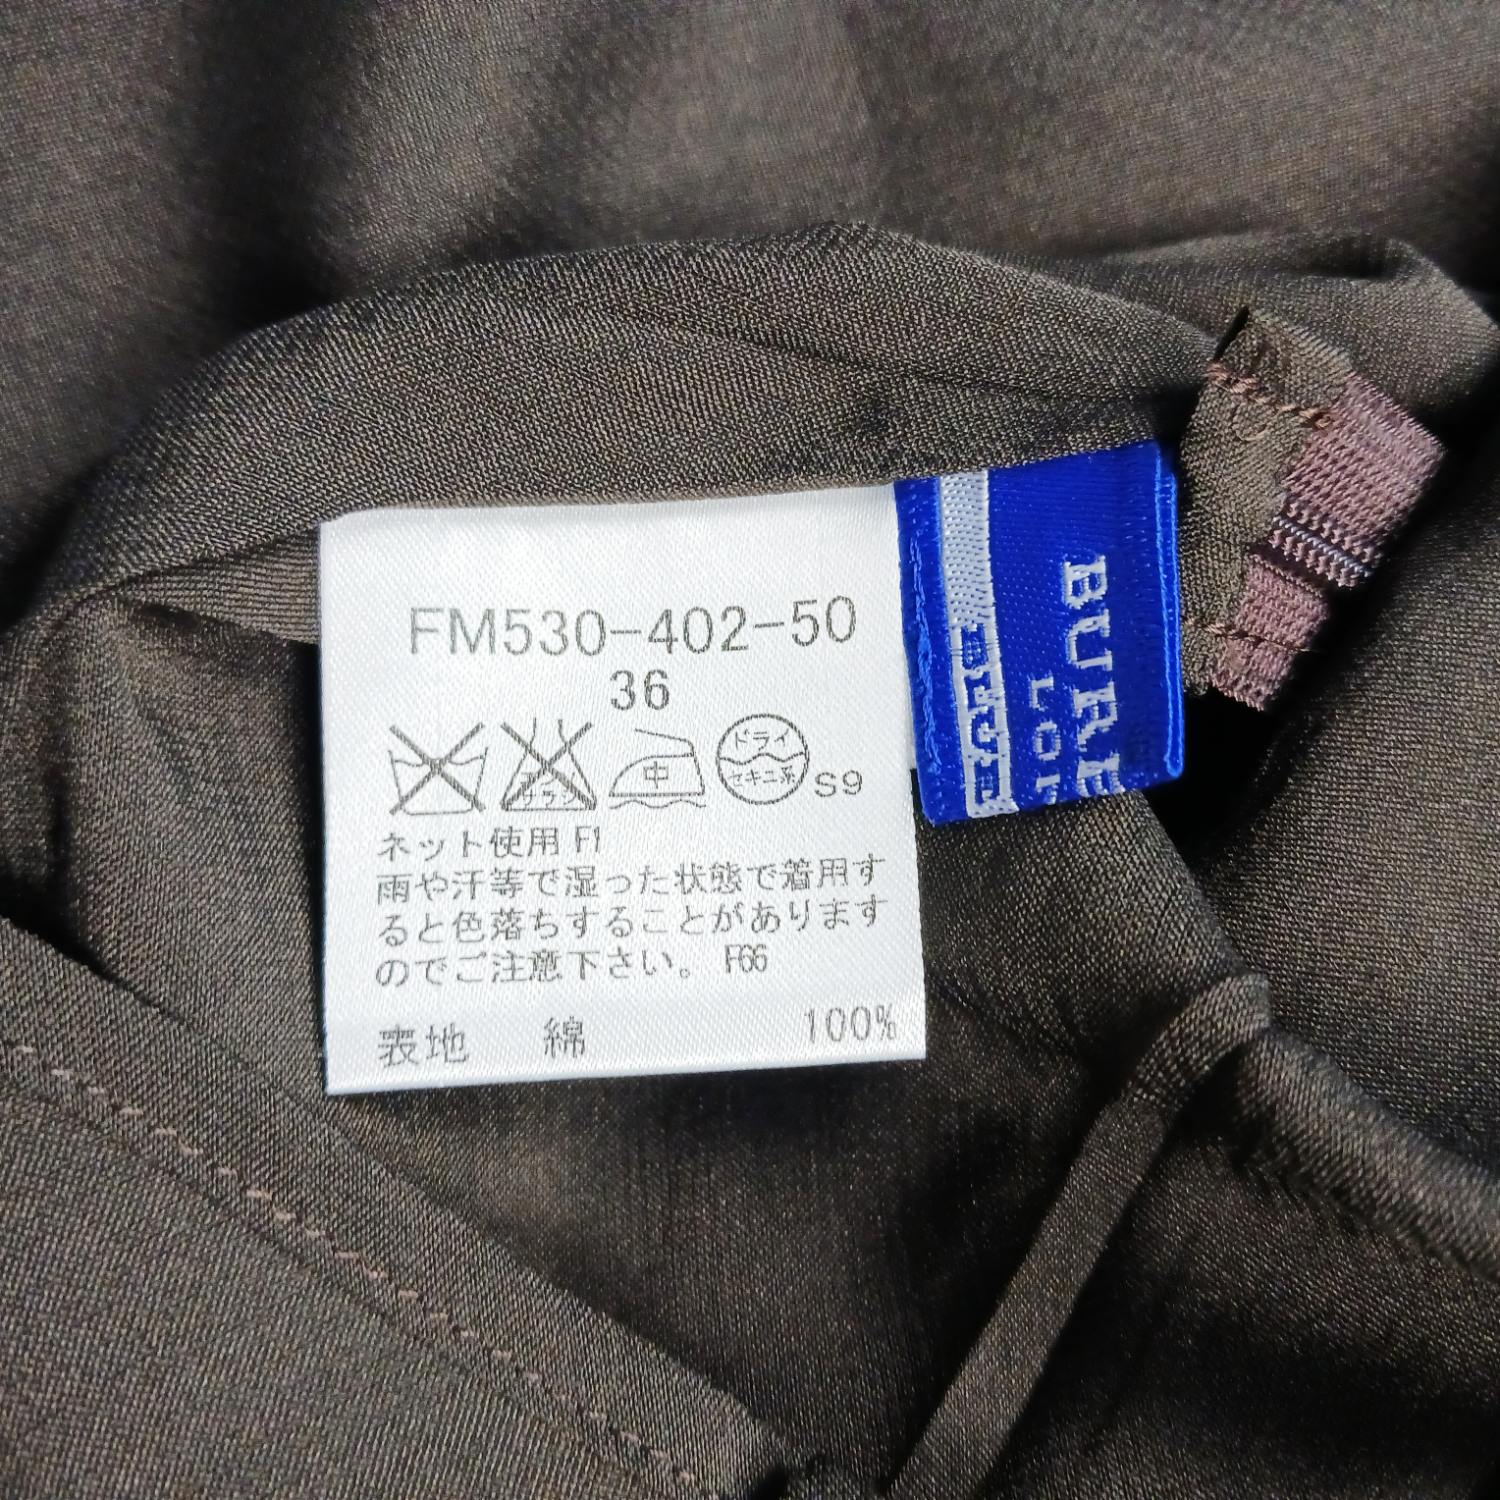 FM530-402-50
36
中
ドライ
セキユ系
S9
ネット使用 F1
雨や汗等で湿った状態で着用す
ると色落ちすることがあります
のでご注意下さい。 F66
表地 綿 100%